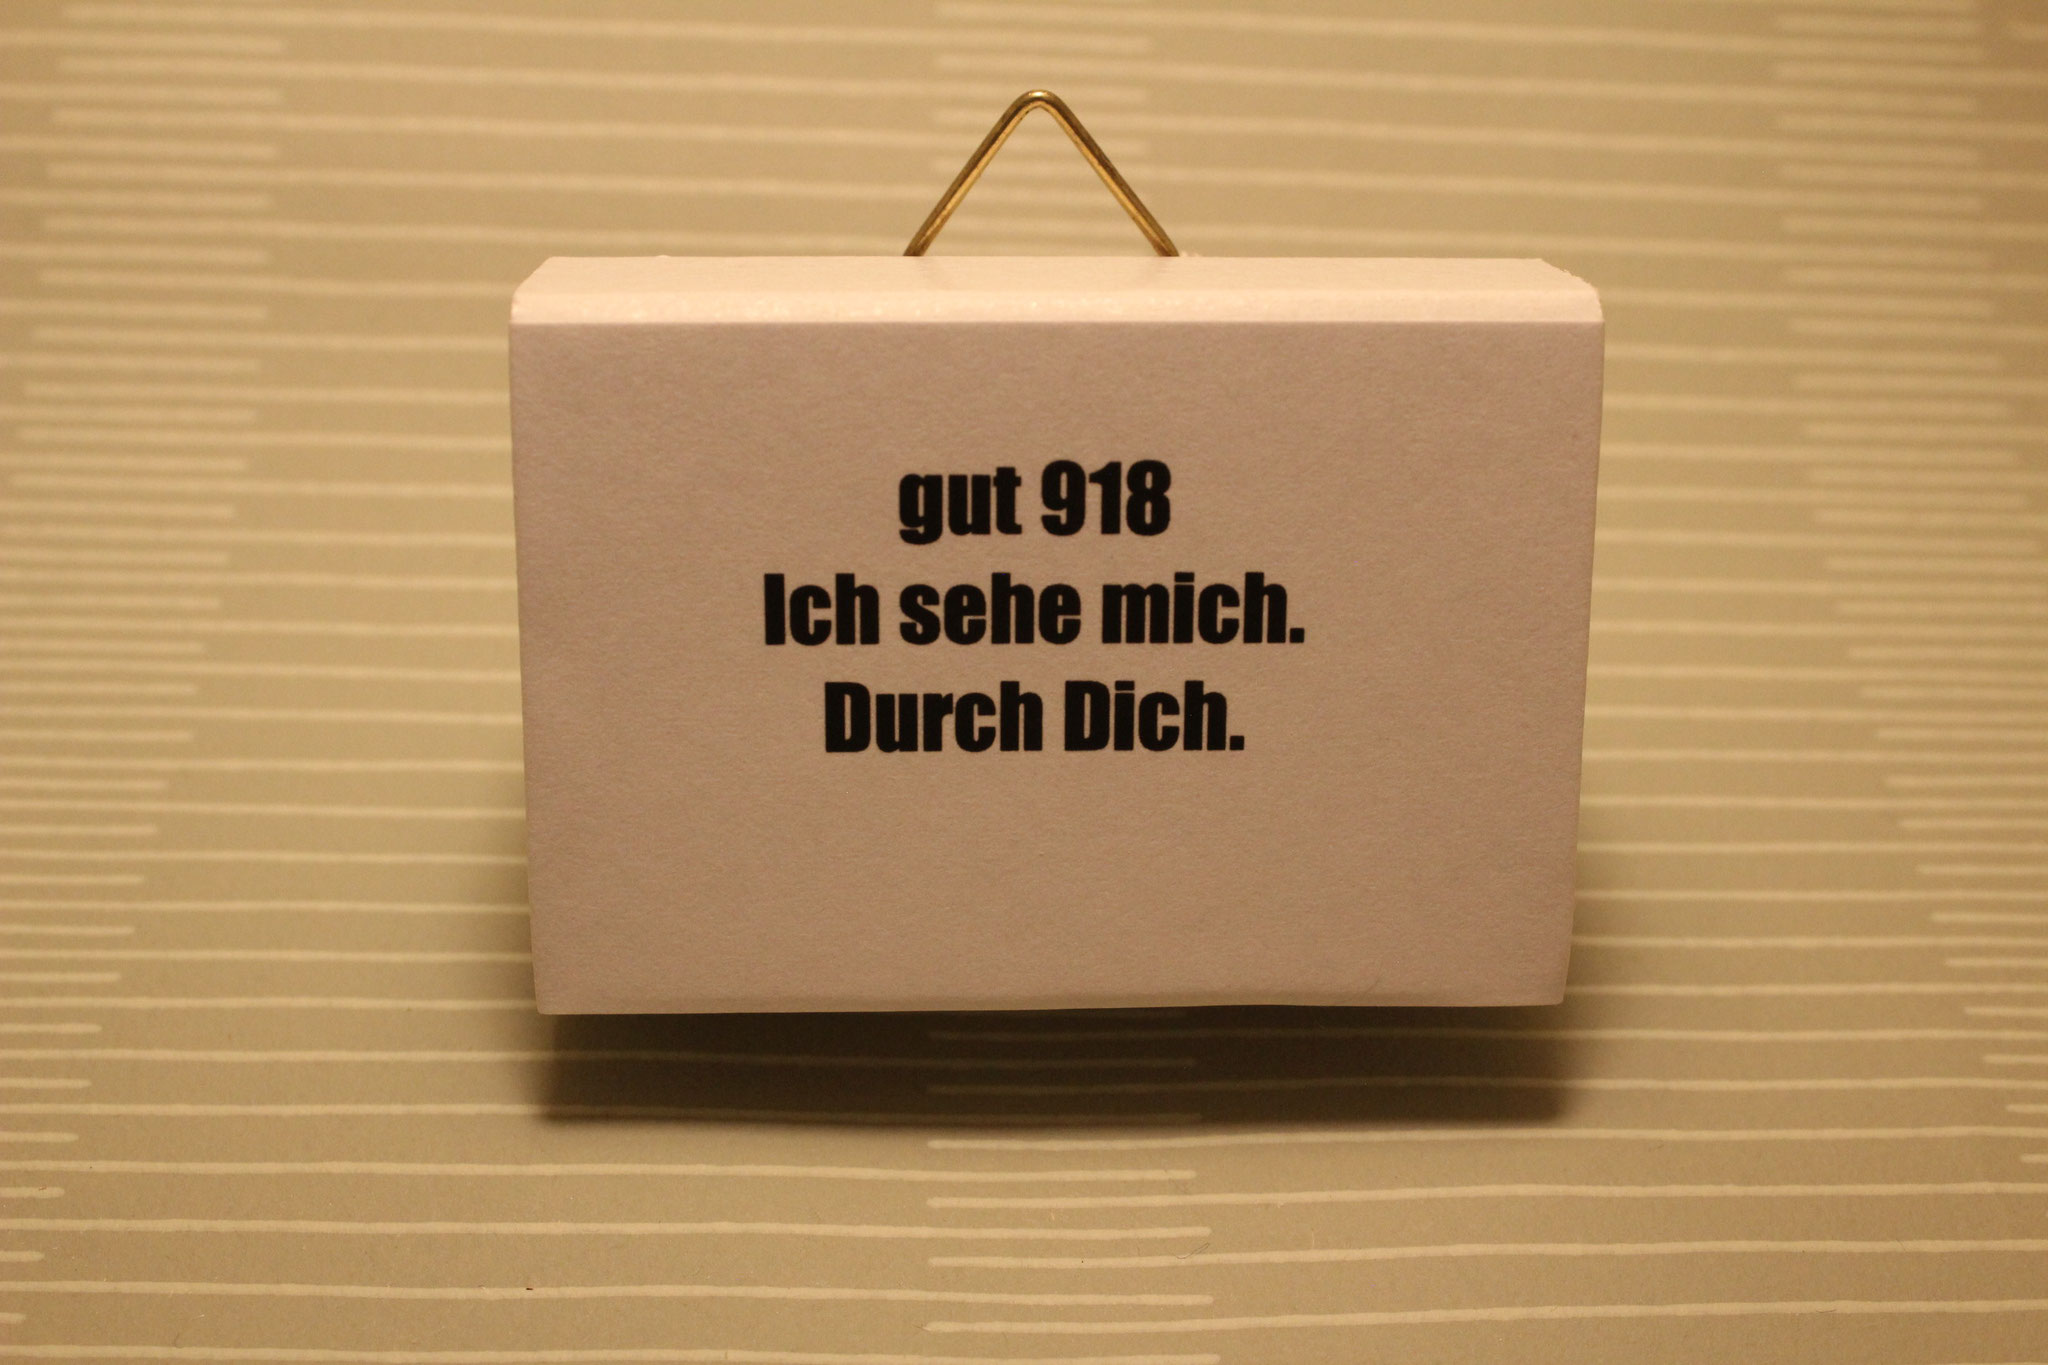 gut 918
Ich sehe mich.
Durch Dich.